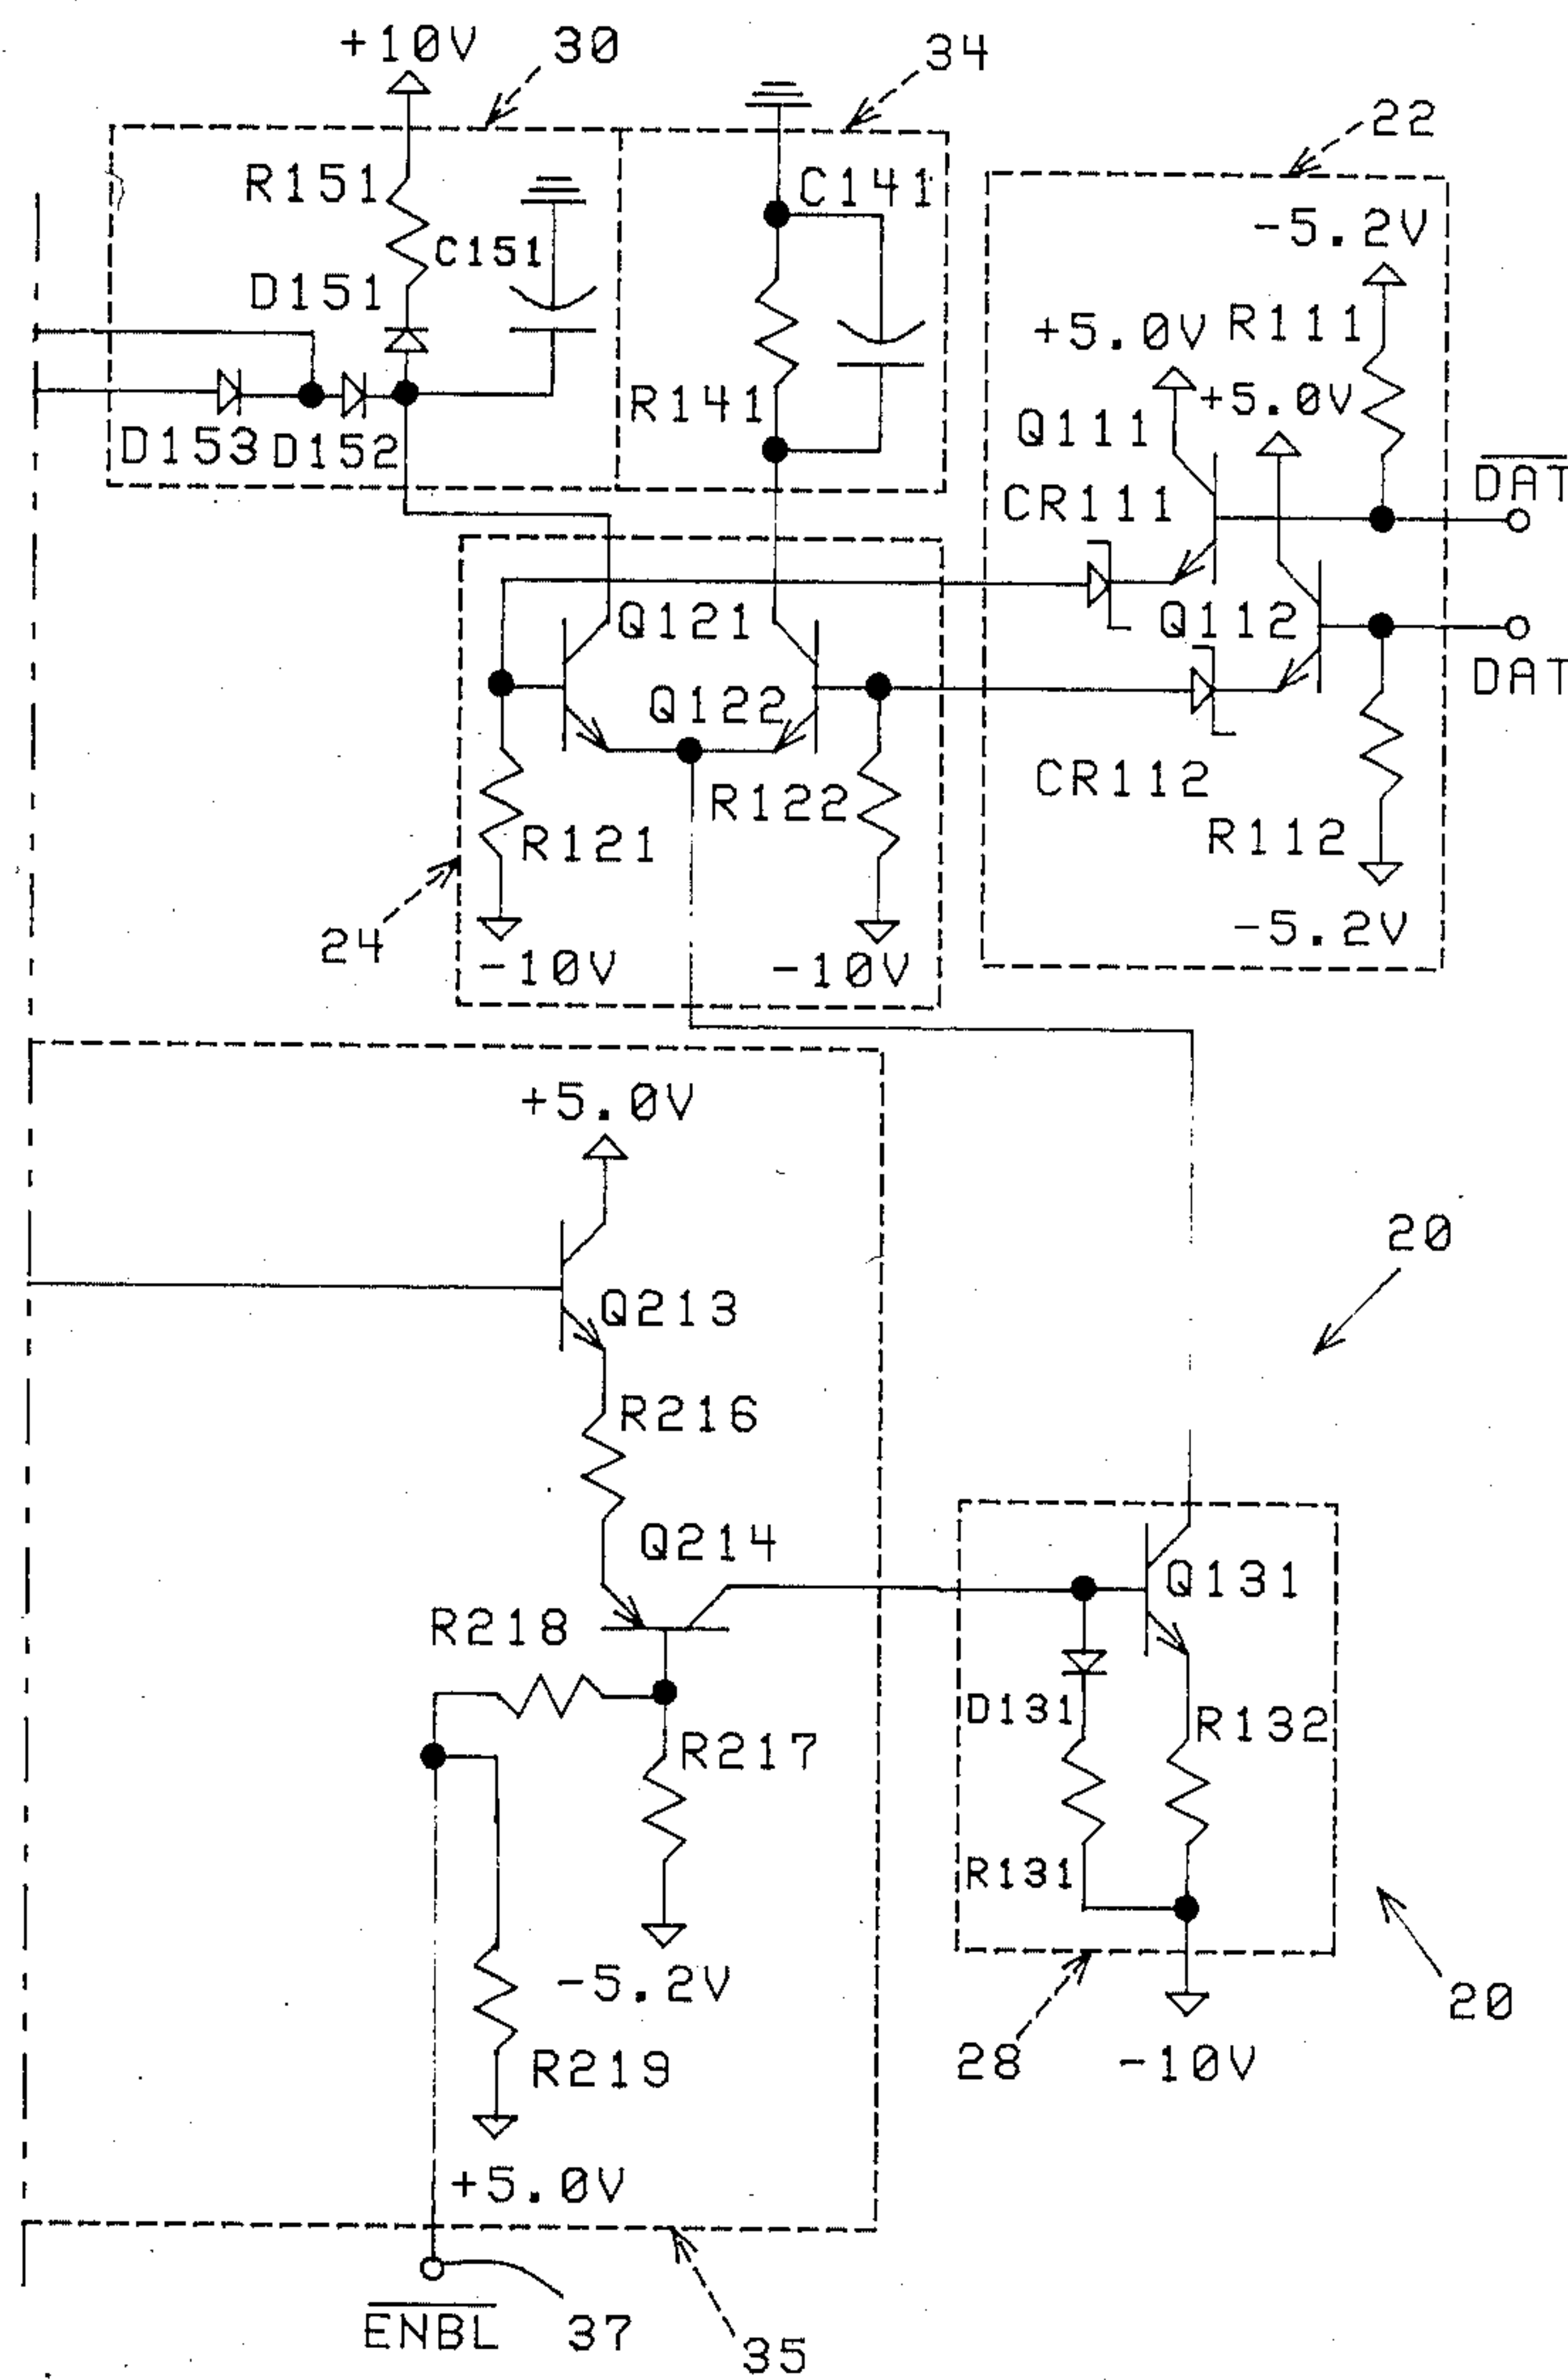 +10V
30
34
22
R151
C141
-5.2V
C151
D151
+5.0V
R111
+5.0V
R141
Q111
D153
D152
CR111
DAT
Q121
Q112
DAT
Q122
CR112
R122
R121
R112
24
-5.2V
-10V
-10V
+5.0V
20
Q213
R216
Q214
Q131
R218
D131
R132
R217
R131
-5.2V
20
28
-10V
R219
+5.0V
ENBL
37
35